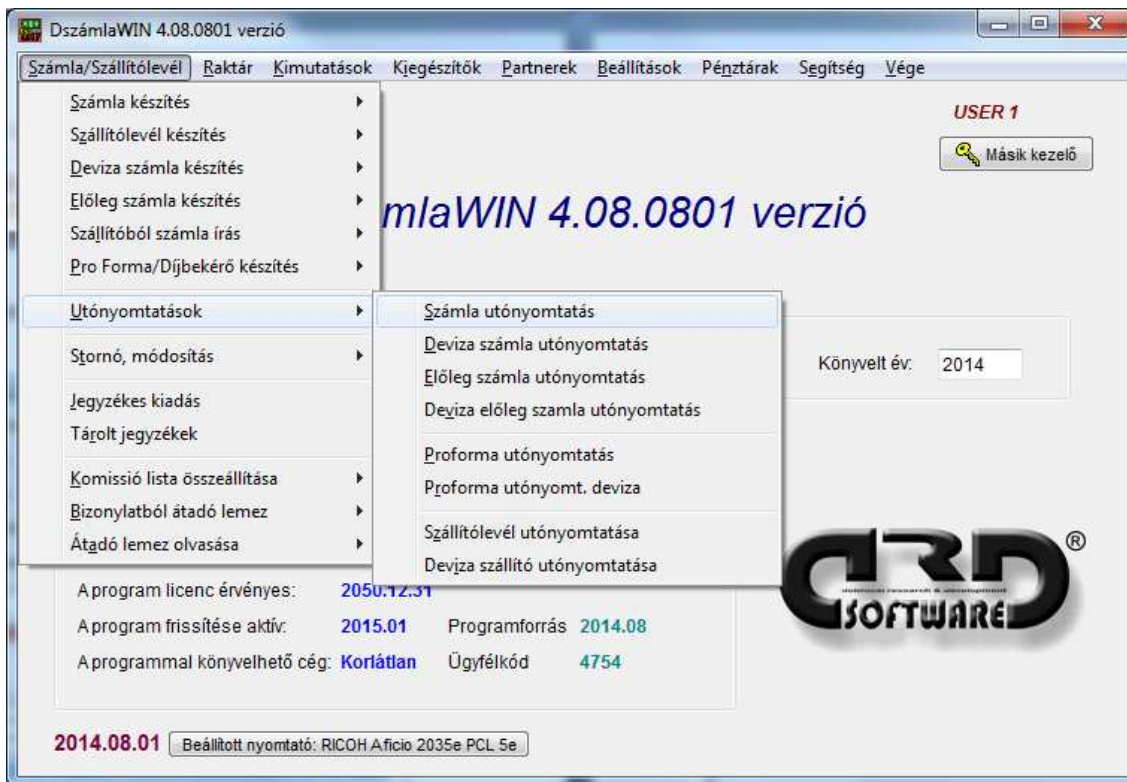 DszámlaWIN 4.08.0801 verzió
Számla/Szállítólevél Raktár Kimutatások Kiegészítők Partnerek Beállítások Pénztárak Segítség Vége
Számla készítés
Szállítólevél készítés
Deviza számla készítés
Előleg számla készítés
Szállítóból számla írás
Pro Forma/Díjbekérő készítés
Utónyomtatások
Stornó, módosítás
Jegyzékes kiadás
Tárolt jegyzékek
Komissió lista összeállítása
Bizonylatból átadó lemez
Átadó lemez olvasása
Számla utónyomtatás
Deviza számla utónyomtatás
Előleg számla utónyomtatás
Deviza előleg szamla utónyomtatás
Proforma utónyomtatás
Proforma utónyomt. deviza
Szállítólevél utónyomtatása
Deviza szállító utónyomtatása
USER 1
Másik kezelő
mlaWIN 4.08.0801 verzió
Könyvelt év: 2014
DRD®
SOFTWARE
A program licenc érvényes: 2050.12.31
A program frissítése aktív: 2015.01 Programforrás 2014.08
A programmal könyvelhető cég: Korlátlan Ügyfélkód 4754
2014.08.01 Beállított nyomtató: RICOH Aficio 2035e PCL 5e